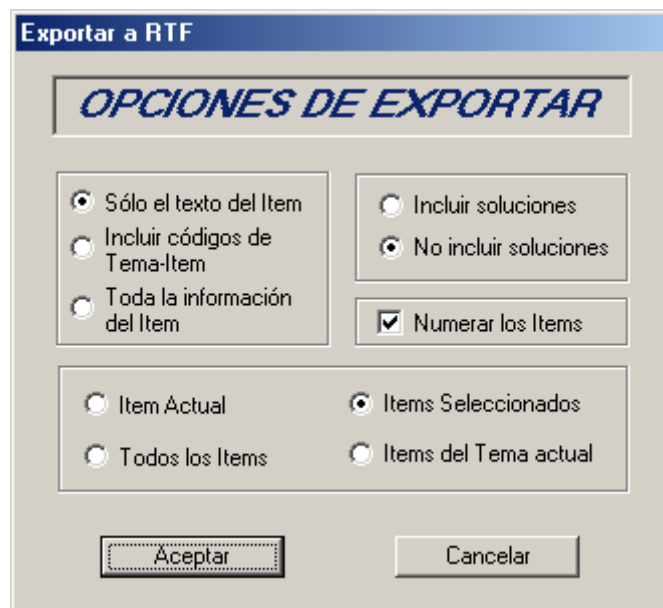 Exportar a RTF
OPCIONES DE EXPORTAR
Sólo el texto del Item
Incluir códigos de
Tema-Item
Toda la información
del Item
Incluir soluciones
No incluir soluciones
Numerar los Items
Item Actual
Items Seleccionados
Todos los Items
Items del Tema actual
Aceptar
Cancelar